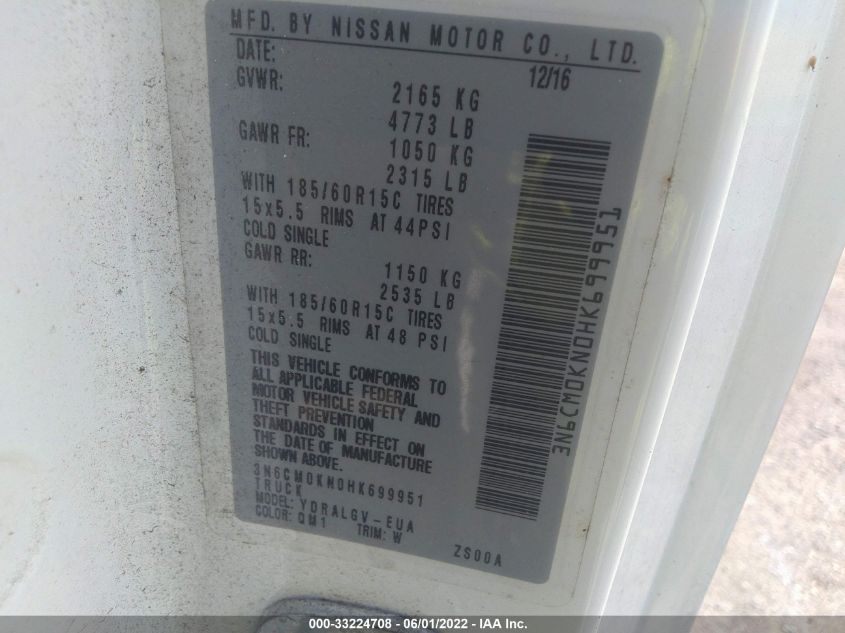 MFD. BY NISSAN MOTOR CO., LTD.
DATE: 12/16
GVWR: 2165 KG
4773 LB
GAWR FR: 1050 KG
2315 LB
WITH 185/60R15C TIRES
15x5.5 RIMS AT 44PSI
COLD SINGLE
GAWR RR: 1150 KG
2535 LB
WITH 185/60R15C TIRES
15x5.5 RIMS AT 48 PSI
COLD SINGLE
THIS VEHICLE CONFORMS TO
ALL APPLICABLE FEDERAL
MOTOR VEHICLE SAFETY AND
THEFT PREVENTION
STANDARDS IN EFFECT ON
THE DATE OF MANUFACTURE
SHOWN ABOVE.
3N6CM0KN0HK699951
TRUCK
MODEL: YDRALGV-EUA
COLOR: QM1 TRIM: W
ZS00A
3N6CM0KN0HK699951
000-33224708 - 06/01/2022 - IAA Inc.